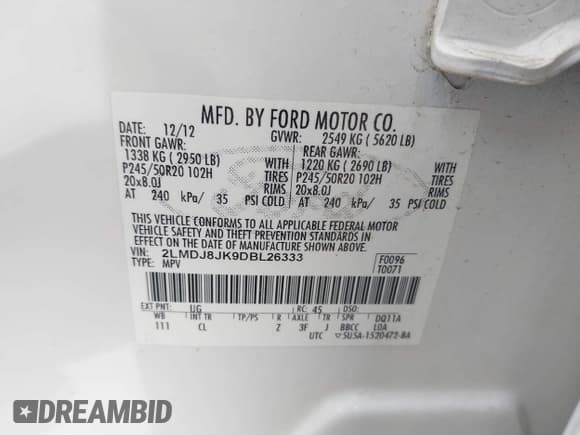 MFD. BY FORD MOTOR CO.
DATE: 12/12 GVWR: 2549 KG ( 5620 LB)
FRONT GAWR: REAR GAWR:
1338 KG ( 2950 LB) 1220 KG ( 2690 LB)
P245/50R20 102H TIRES P245/50R20 102H TIRES
20x8.0J RIMS 20x8.0J RIMS
AT 240 kPa/ 35 PSI COLD AT 240 kPa/ 35 PSI COLD
THIS VEHICLE CONFORMS TO ALL APPLICABLE FEDERAL MOTOR
VEHICLE SAFETY AND THEFT PREVENTION STANDARDS IN
EFFECT ON THE DATE OF MANUFACTURE SHOWN ABOVE.
VIN: 2LMDJ8JK9DBL26333 F0096
TYPE: MPV T0071
EXT PNT: UG RC: 45 DSO:
WB INT TR TP/PS R AXLE TR SPR DQ11A
111 CL Z 3F J BBCC LOA
UTC 5U5A-1520472-BA
DREAMBID